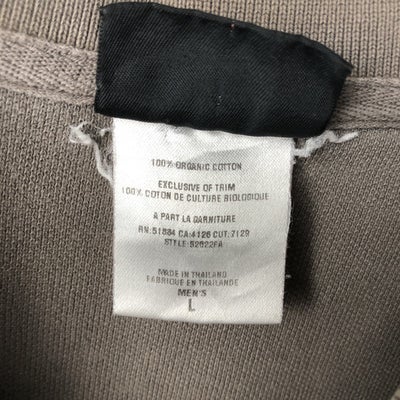 100% ORGANIC COTTON
EXCLUSIVE OF TRIM
100% COTON DE CULTURE BIOLOGIQUE
A PART LA GARNITURE
RN:51884 CA:4126 CUT:7129
STYLE:52022FA
MADE IN THAILAND
FABRIQUE EN THAILANDE
MEN'S
L